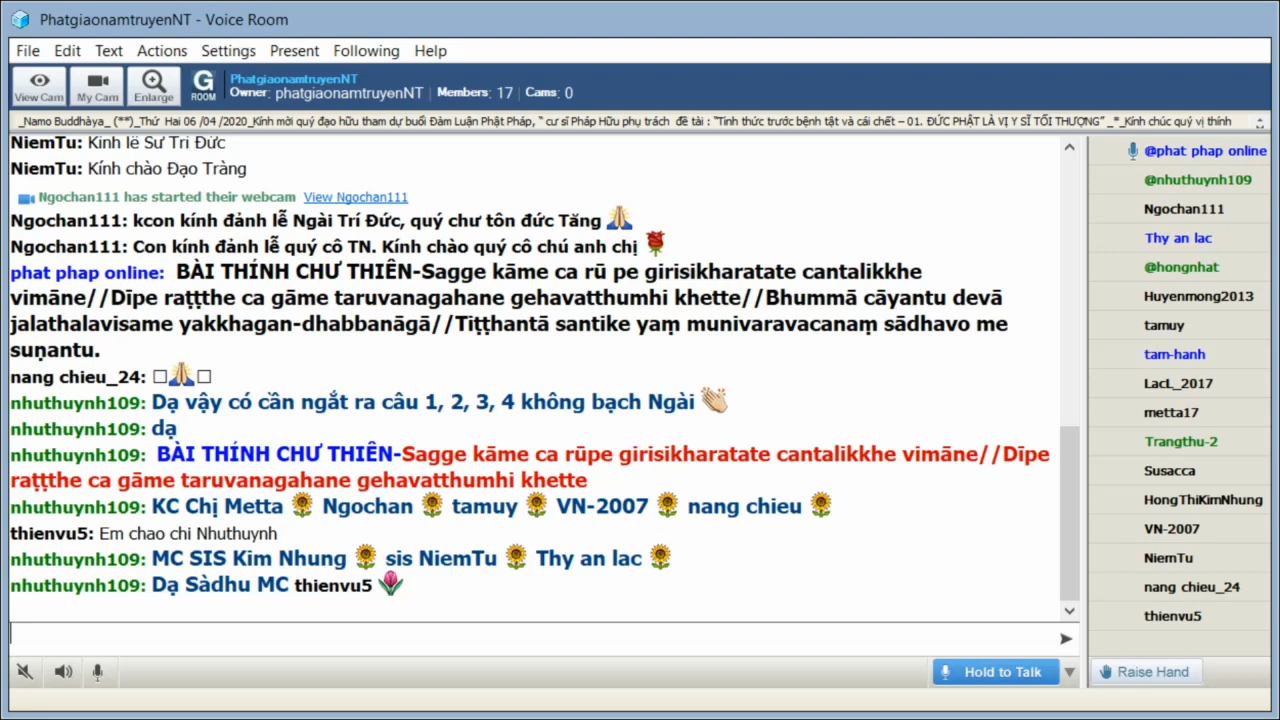 PhatgiaonamtruyenNT - Voice Room
File Edit Text Actions Settings Present Following Help
View Cam My Cam Enlarge G ROOM
PhatgiaonamtruyenNT
Owner: phatgiaonamtruyenNT | Members: 17 | Cams: 0
_Namo Buddhàya_ (**)_Thứ Hai 06 /04 /2020_Kính mời quý đạo hữu tham dự buổi Đàm Luận Phật Pháp, “ cư sĩ Pháp Hữu phụ trách đề tài : "Tỉnh thức trước bệnh tật và cái chết – 01. ĐỨC PHẬT LÀ VỊ Y SĨ TỐI THƯỢNG” _*_Kính chúc quý vị thính
NiemTu: Kính lễ Sư Trí Đức
NiemTu: Kính chào Đạo Tràng
Ngochan111 has started their webcam View Ngochan111
Ngochan111: kcon kính đảnh lễ Ngài Trí Đức, quý chư tôn đức Tăng 🙏
Ngochan111: Con kính đảnh lễ quý cô TN. Kính chào quý cô chú anh chị 🌹
phat phap online: BÀI THÍNH CHƯ THIÊN-Sagge kāme ca rū pe girisikharatate cantalikkhe
vimāne//Dīpe raṭṭthe ca gāme taruvanagahane gehavatthumhi khette//Bhummā cāyantu devā
jalathalavisame yakkhagan-dhabbanāgā//Tiṭṭhantā santike yaṃ munivaravacanaṃ sādhavo me
suṇantu.
nang chieu_24: □🙏□
nhuthuynh109: Dạ vậy có cần ngắt ra câu 1, 2, 3, 4 không bạch Ngài 👏
nhuthuynh109: dạ
nhuthuynh109: BÀI THÍNH CHƯ THIÊN-Sagge kāme ca rūpe girisikharatate cantalikkhe vimāne//Dīpe
raṭṭthe ca gāme taruvanagahane gehavatthumhi khette
nhuthuynh109: KC Chị Metta 🌻 Ngochan 🌻 tamuy 🌻 VN-2007 🌻 nang chieu 🌻
thienvu5: Em chao chi Nhuthuynh
nhuthuynh109: MC SIS Kim Nhung 🌻 sis NiemTu 🌻 Thy an lac 🌻
nhuthuynh109: Dạ Sàdhu MC thienvu5 🌷
@phat phap online
@nhuthuynh109
Ngochan111
Thy an lac
@hongnhat
Huyenmong2013
tamuy
tam-hanh
LacL_2017
metta17
Trangthu-2
Susacca
HongThiKimNhung
VN-2007
NiemTu
nang chieu_24
thienvu5
Hold to Talk
Raise Hand